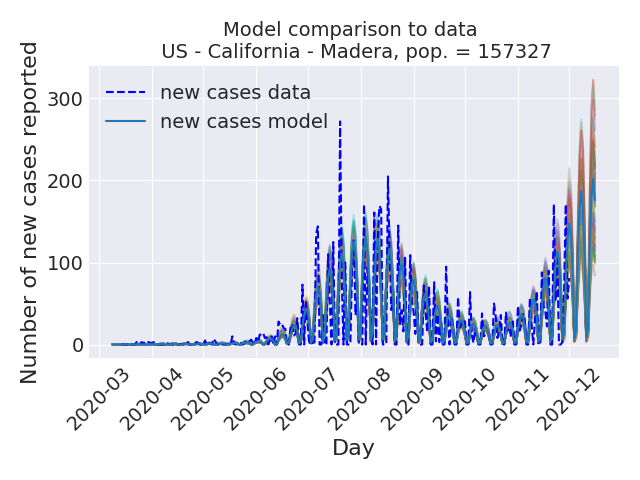 Model comparison to data
US - California - Madera, pop. = 157327
Number of new cases reported
300
200
100
0
new cases data
new cases model
2020-03
2020-04
2020-05
2020-06
2020-07
2020-08
2020-09
2020-10
2020-11
2020-12
Day